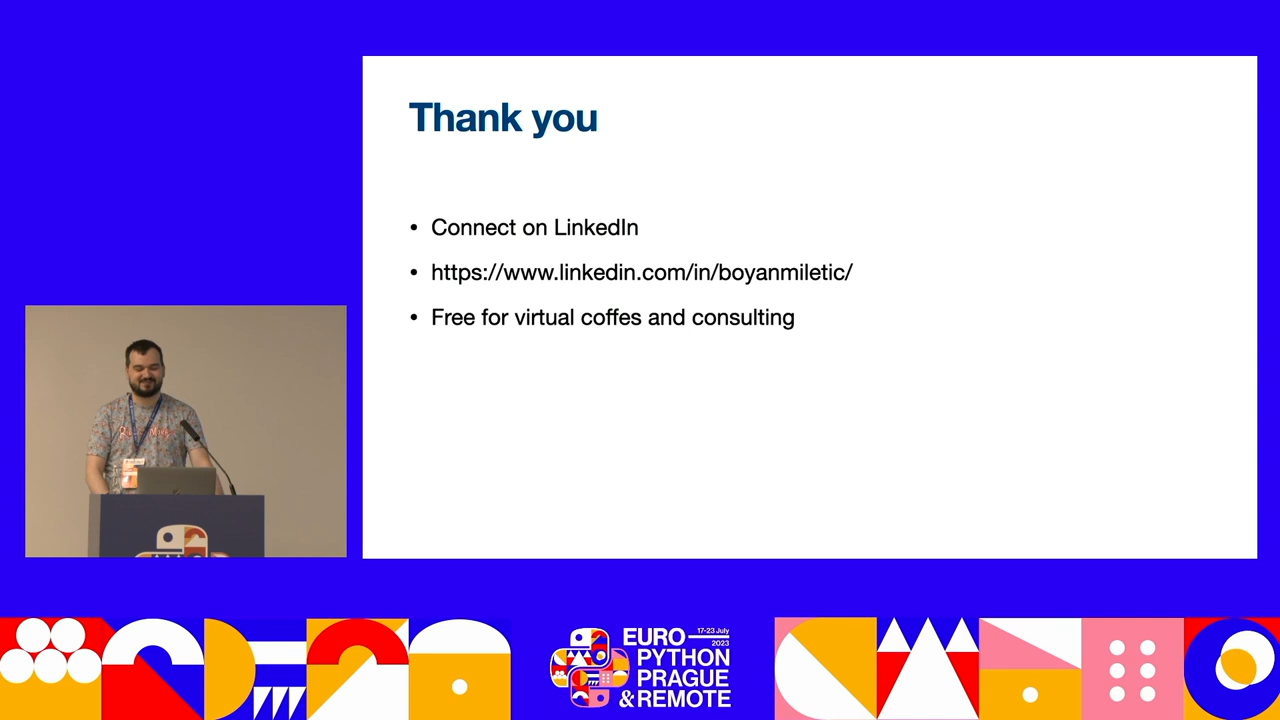 Thank you
• Connect on LinkedIn
• https://www.linkedin.com/in/boyanmiletic/
• Free for virtual coffes and consulting
17-23 July
2023
EURO
PYTHON
PRAGUE
&REMOTE